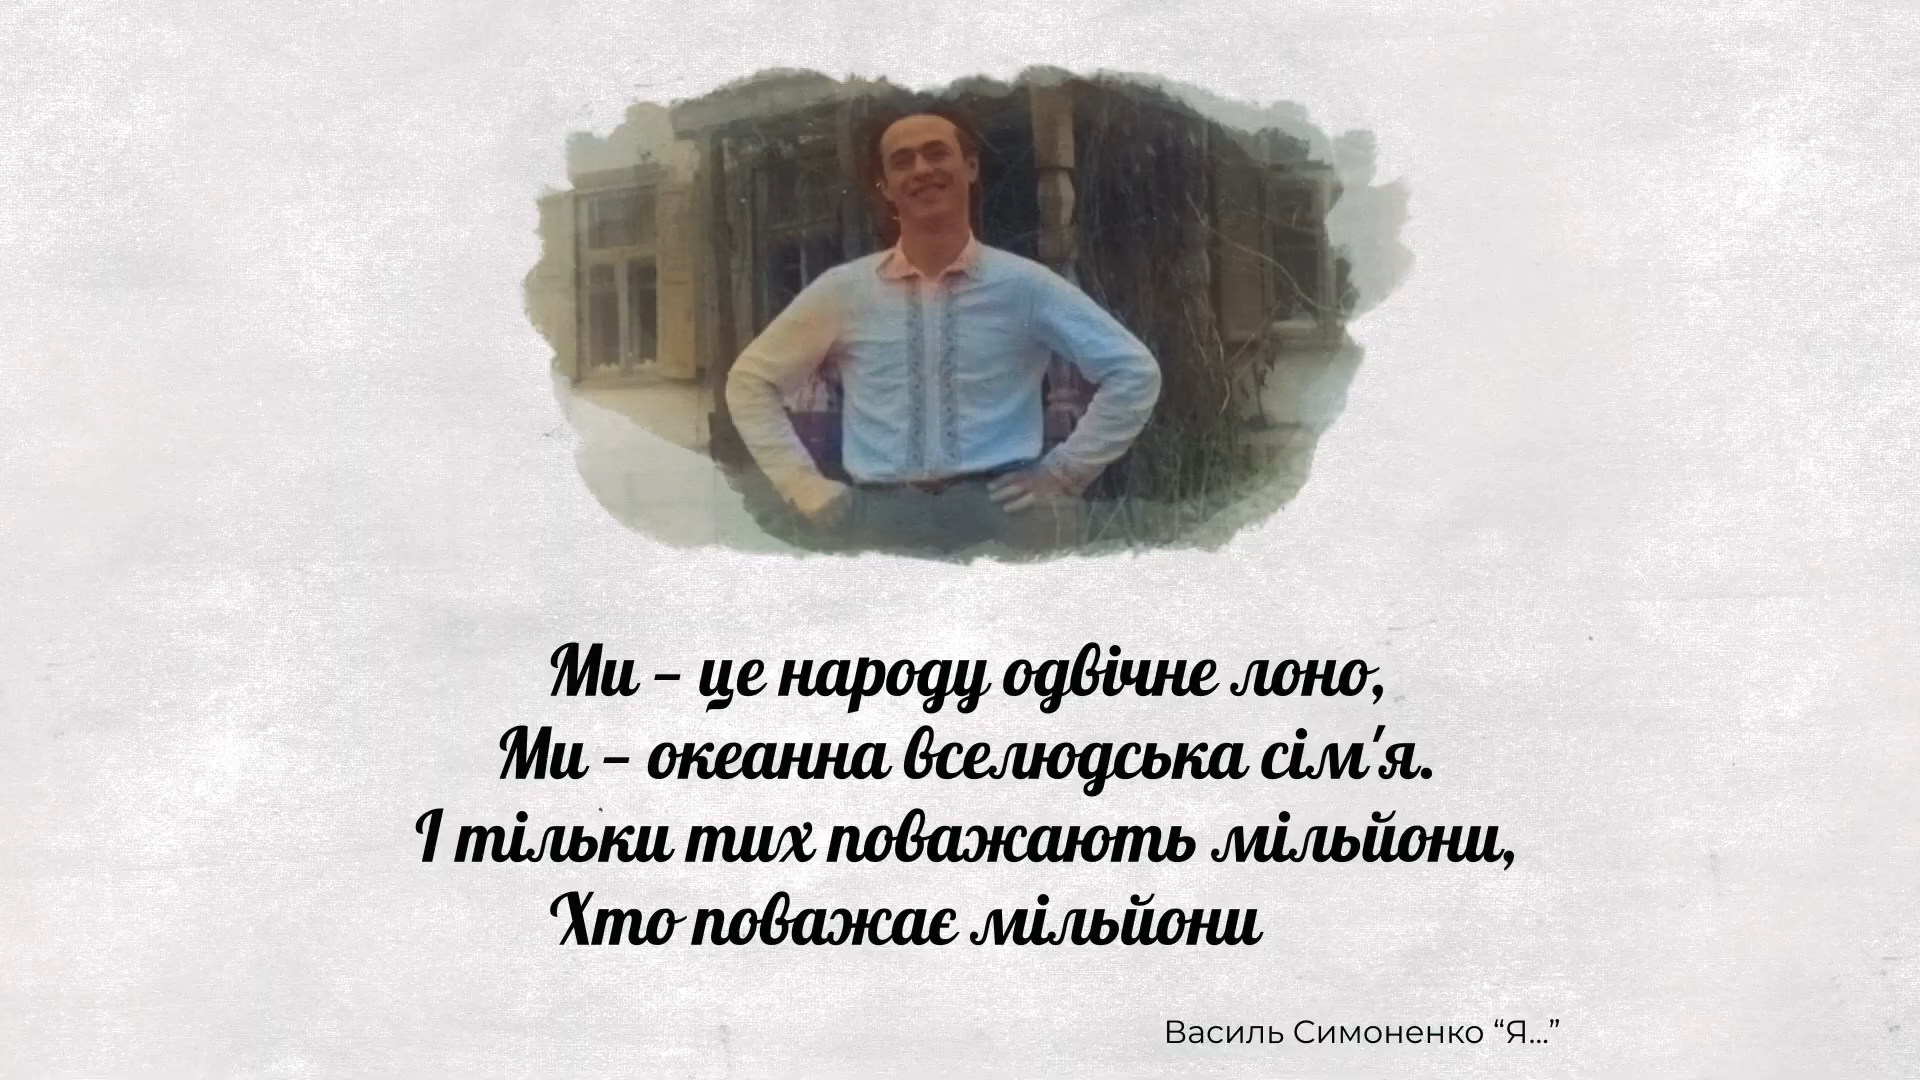 Ми – це народу одвічне лоно,
Ми – океанна вселюдська сім'я.
І тільки тих поважають мільйони,
Хто поважає мільйони
Василь Симоненко “Я...”